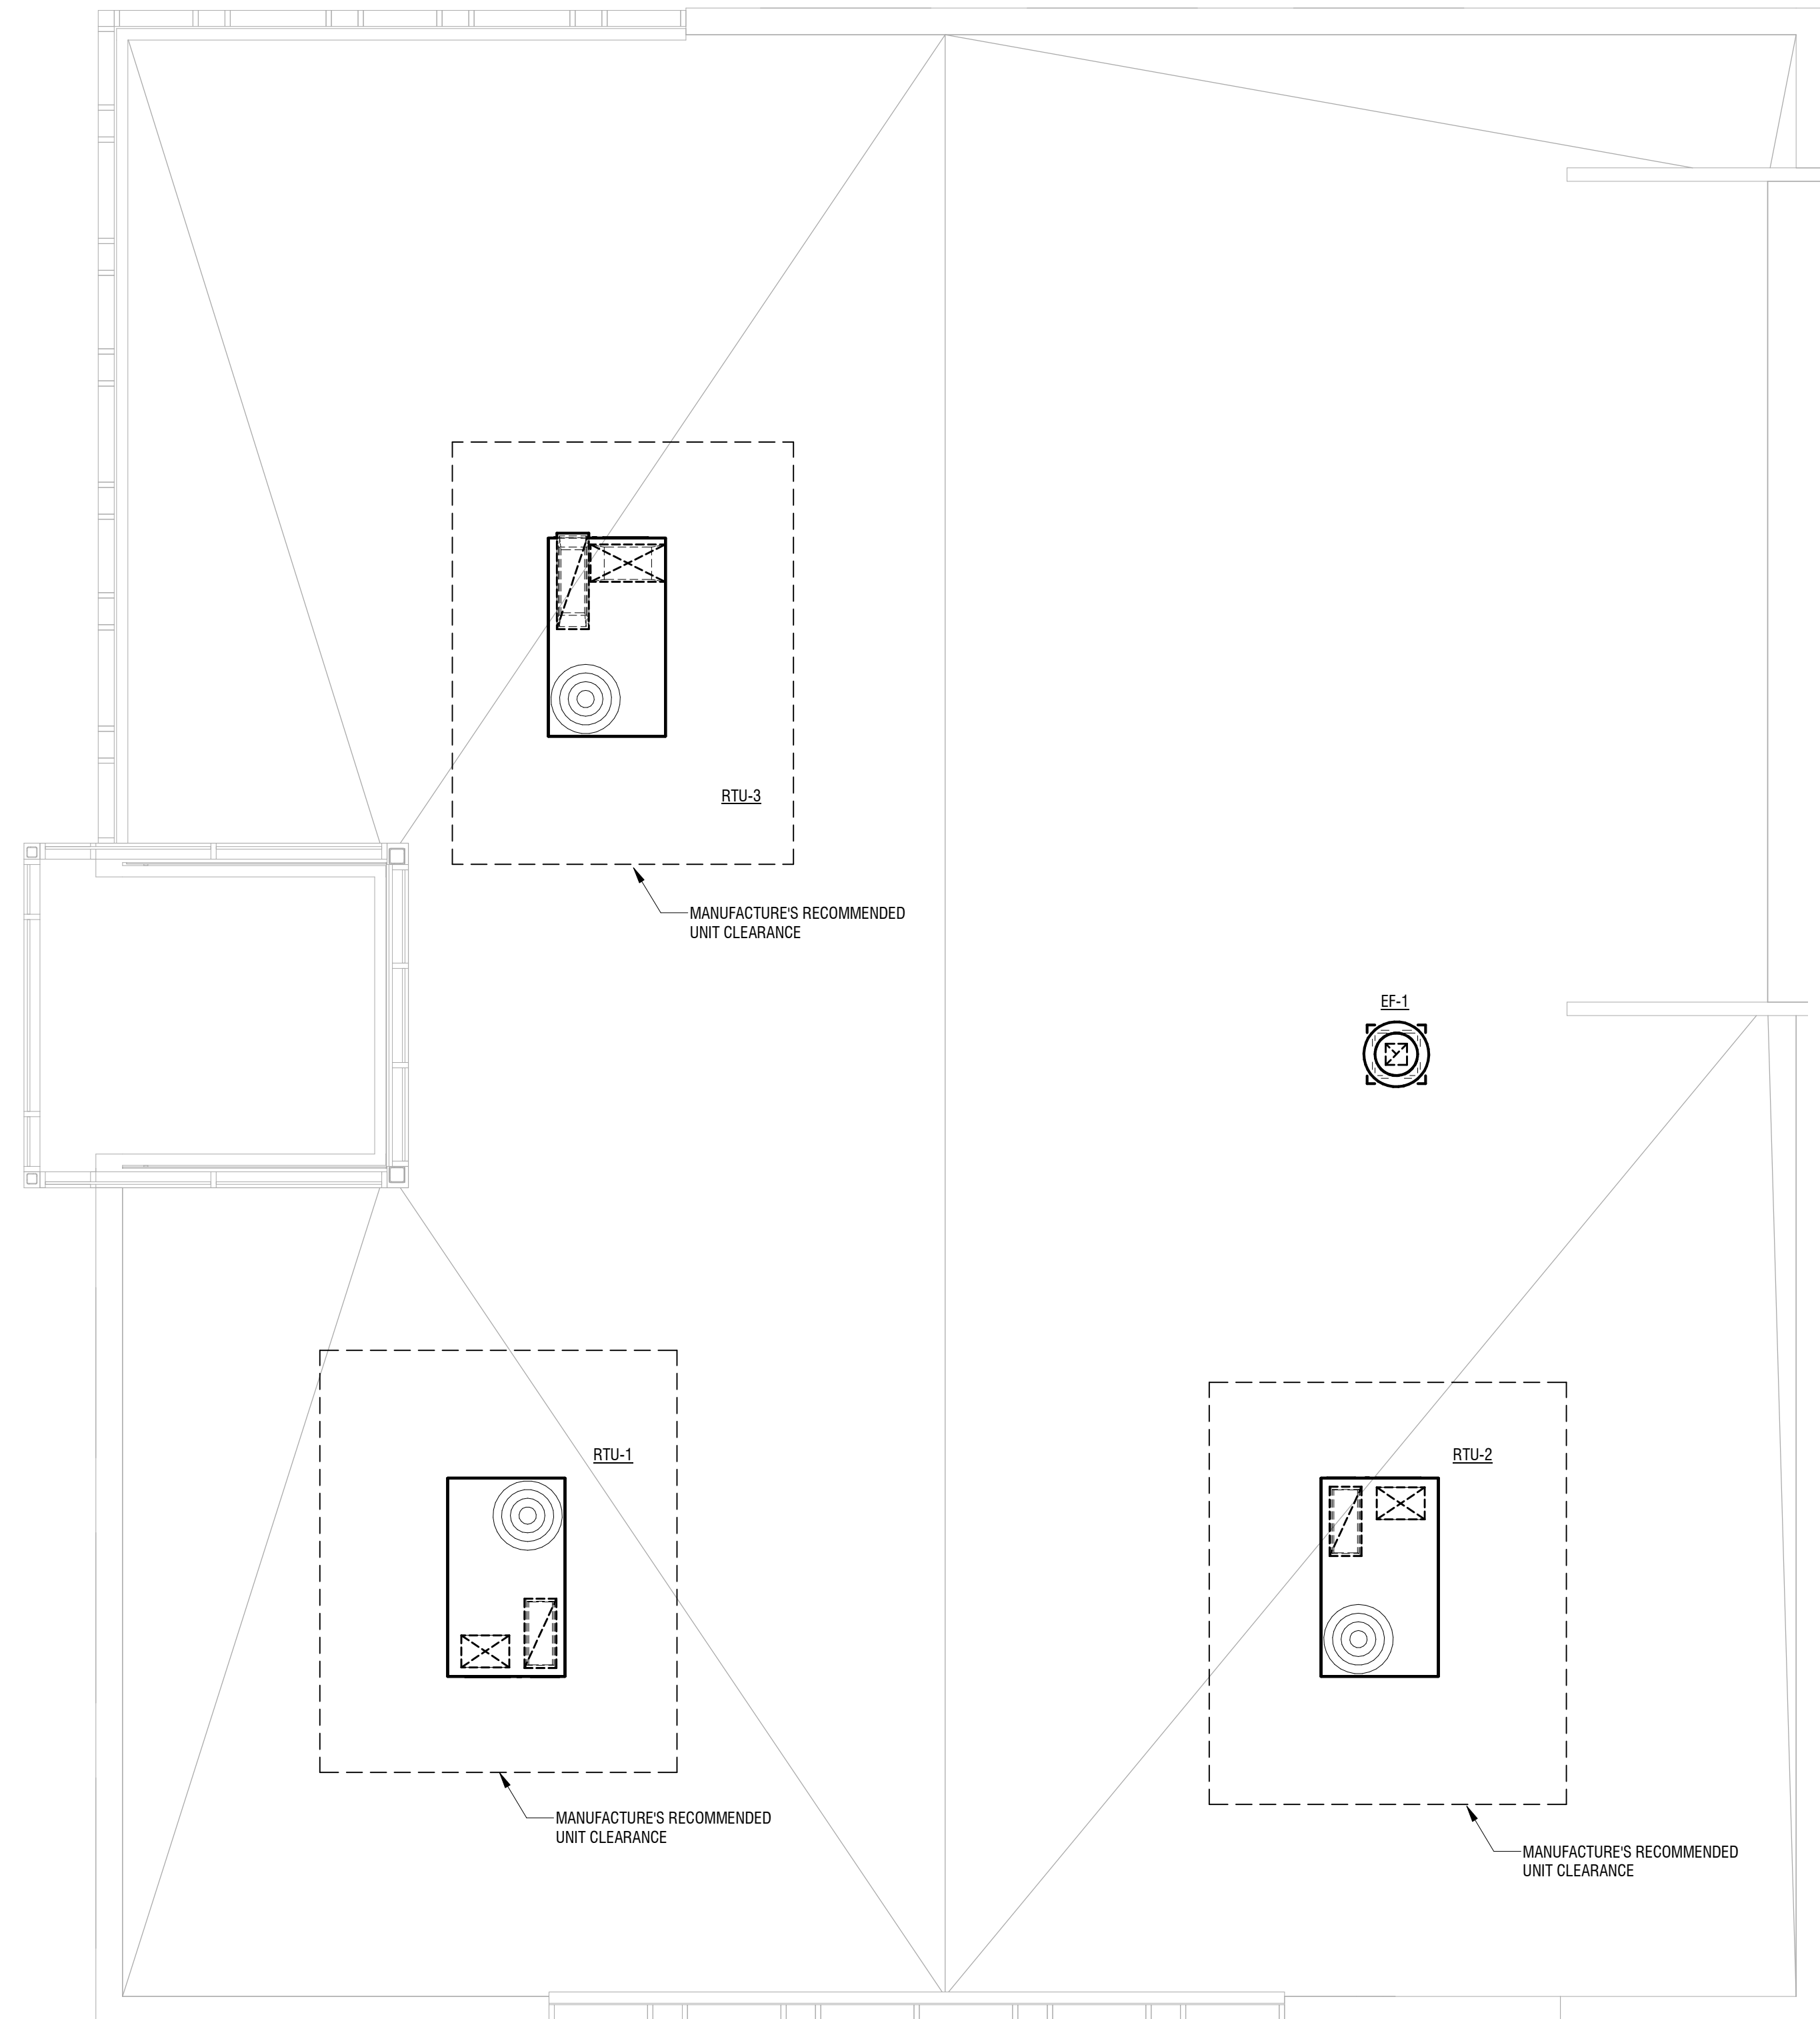 RTU-3
MANUFACTURE'S RECOMMENDED
UNIT CLEARANCE
EF-1
RTU-1
RTU-2
MANUFACTURE'S RECOMMENDED
UNIT CLEARANCE
MANUFACTURE'S RECOMMENDED
UNIT CLEARANCE